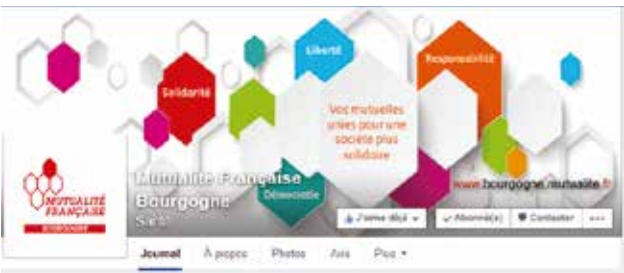 Liberté
Responsabilité
Solidarité
Vos mutuelles
unies pour une
société plus
solidaire
Démocratie
www.bourgogne.mutualite.fr
MUTUALITÉ
FRANÇAISE
BOURGOGNE
Mutualité Française
Bourgogne
J'aime déjà
Abonné(e)
Contacter
Journal À propos Photos Avis Plus